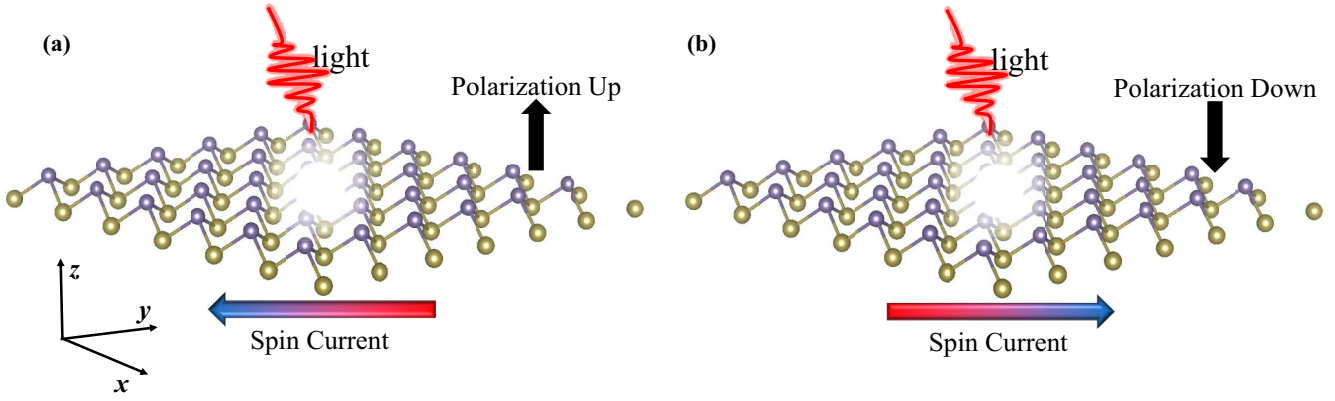 (a)
light
Polarization Up
z
y
x
Spin Current
(b)
light
Polarization Down
Spin Current